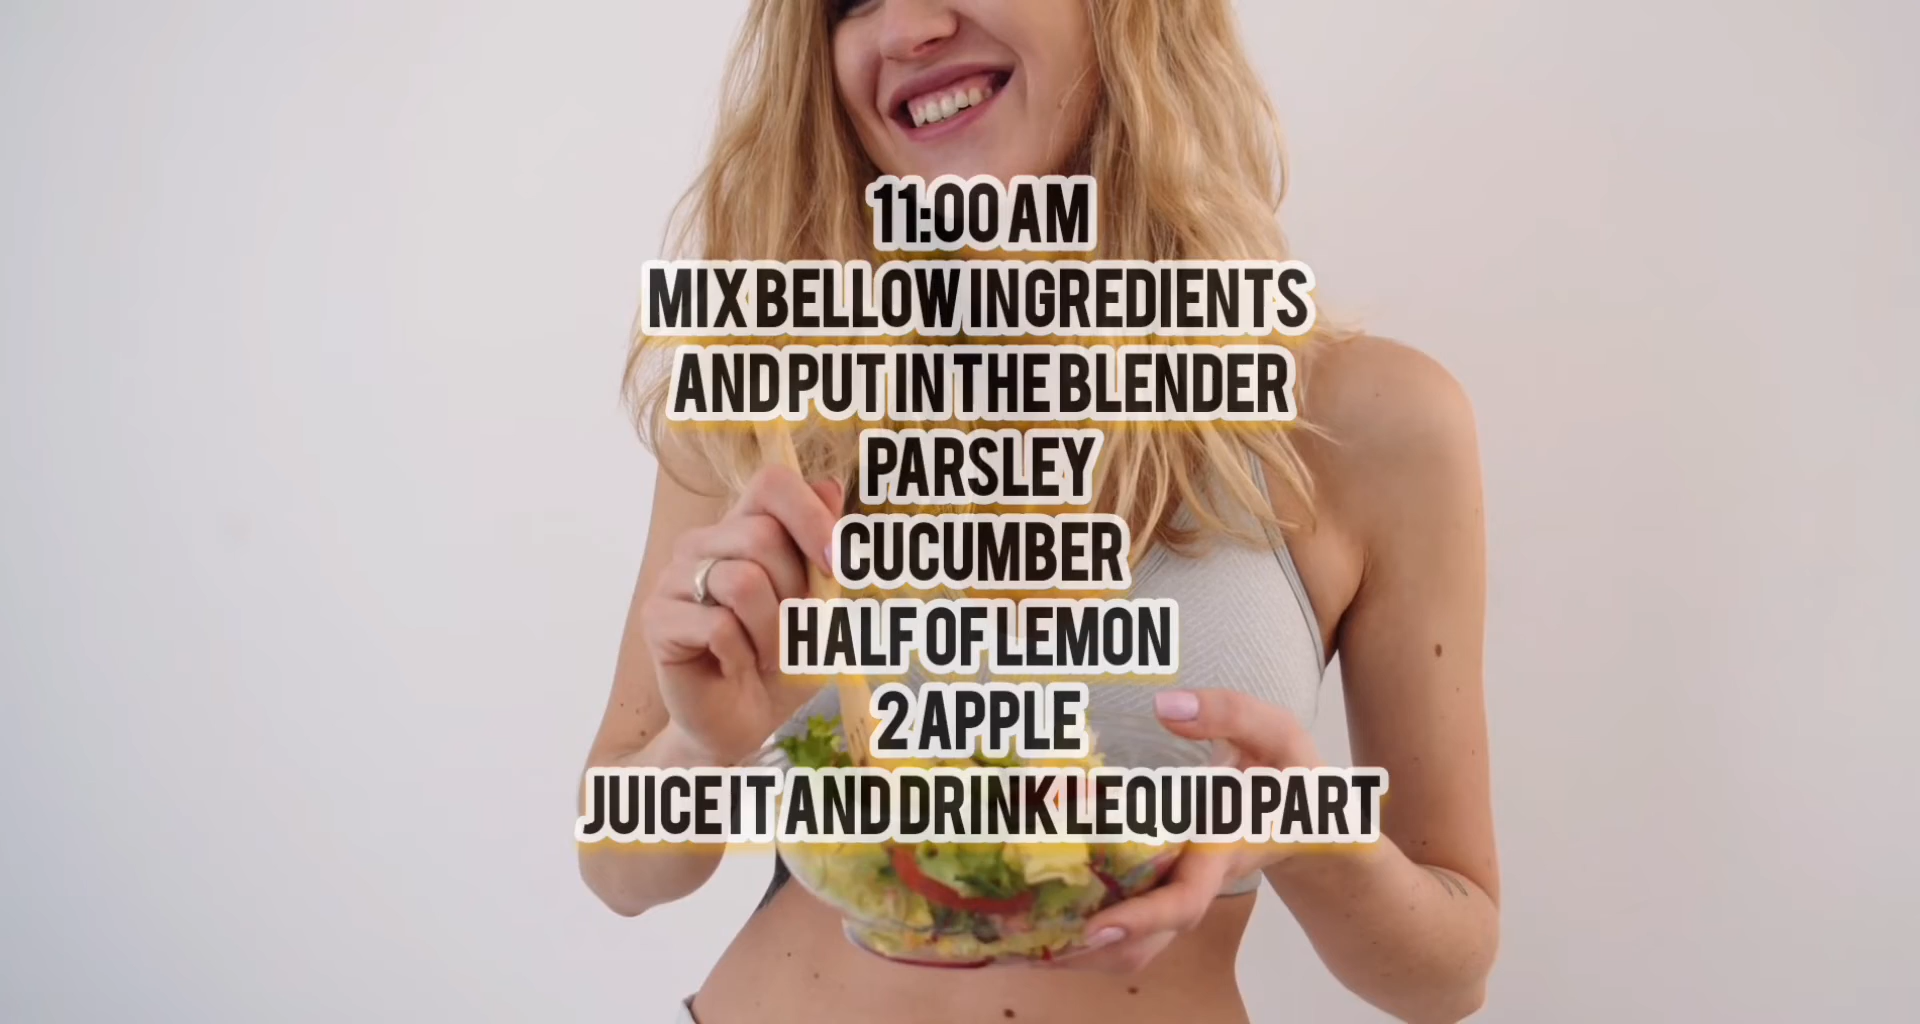 11:00 AM
MIX BELLOW INGREDIENTS
AND PUT IN THE BLENDER
PARSLEY
CUCUMBER
HALF OF LEMON
2 APPLE
JUICE IT AND DRINK LEQUID PART